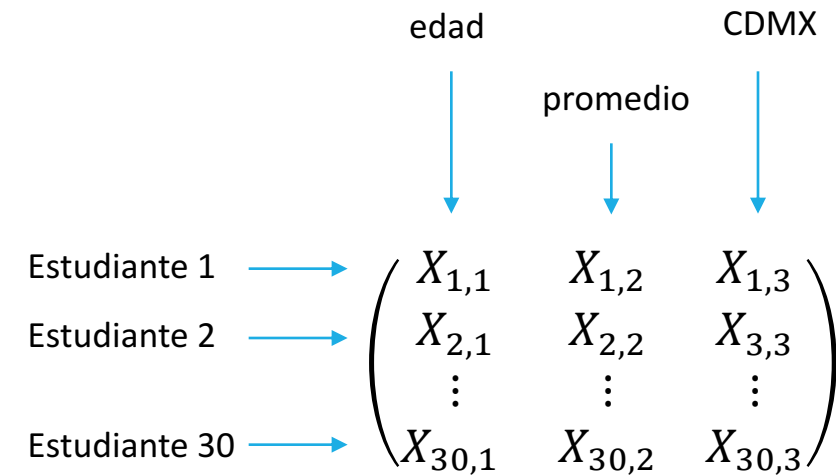 edad CDMX
promedio
Estudiante 1 X1,1 X1,2 X1,3
Estudiante 2 X2,1 X2,2 X3,3
⋮ ⋮ ⋮
Estudiante 30 X30,1 X30,2 X30,3